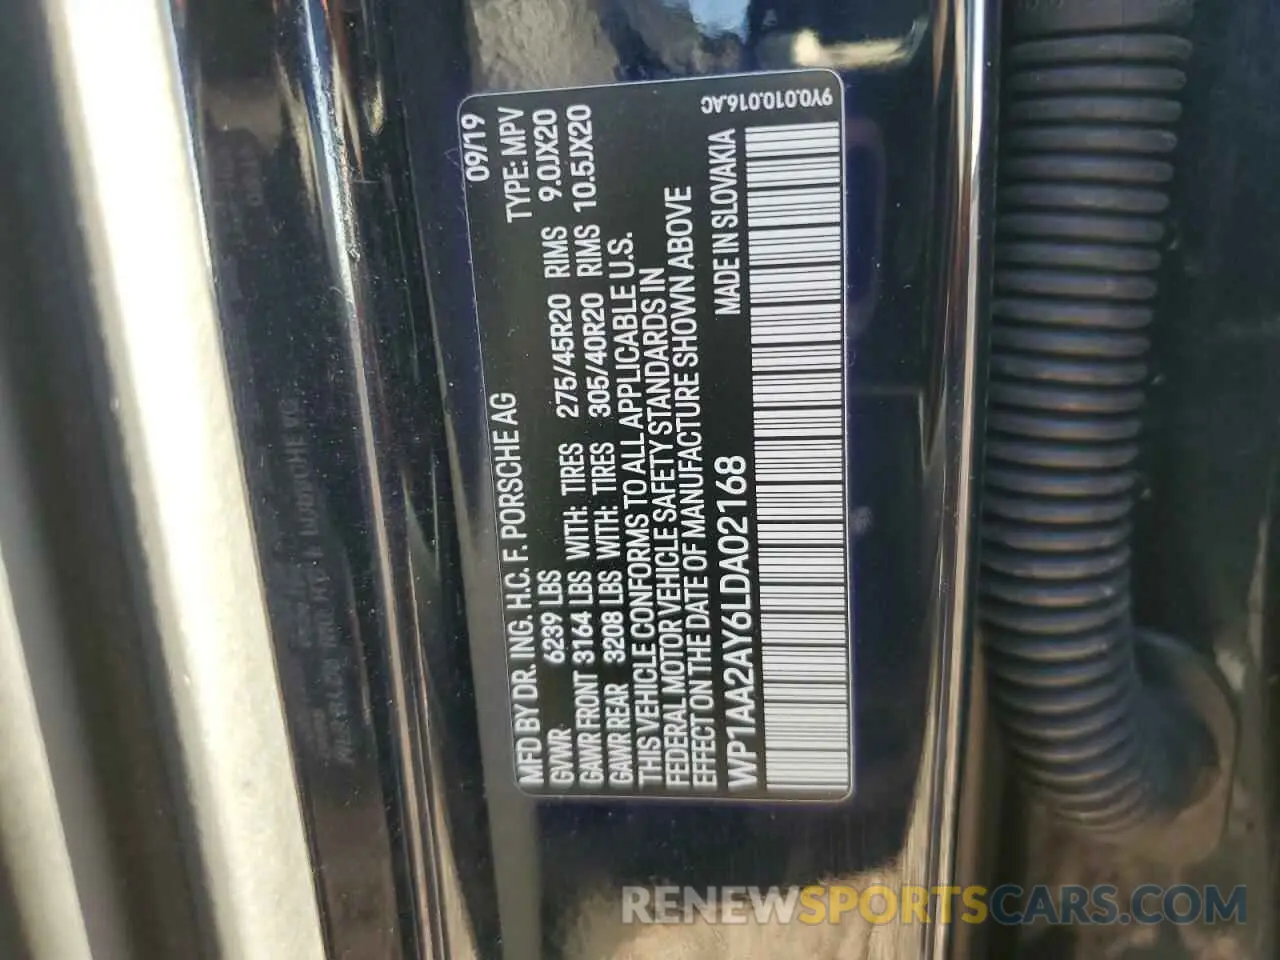 MFD BY DR. ING. H.C. F. PORSCHE AG 09/19
GVWR 6239 LBS TYPE: MPV
GAWR FRONT 3164 LBS WITH: TIRES 275/45R20 RIMS 9.0JX20
GAWR REAR 3208 LBS WITH: TIRES 305/40R20 RIMS 10.5JX20
THIS VEHICLE CONFORMS TO ALL APPLICABLE U.S.
FEDERAL MOTOR VEHICLE SAFETY STANDARDS IN
EFFECT ON THE DATE OF MANUFACTURE SHOWN ABOVE
WP1AA2AY6LDA02168 MADE IN SLOVAKIA
9Y0.010.016.AC
RENEWSPORTSCARS.COM